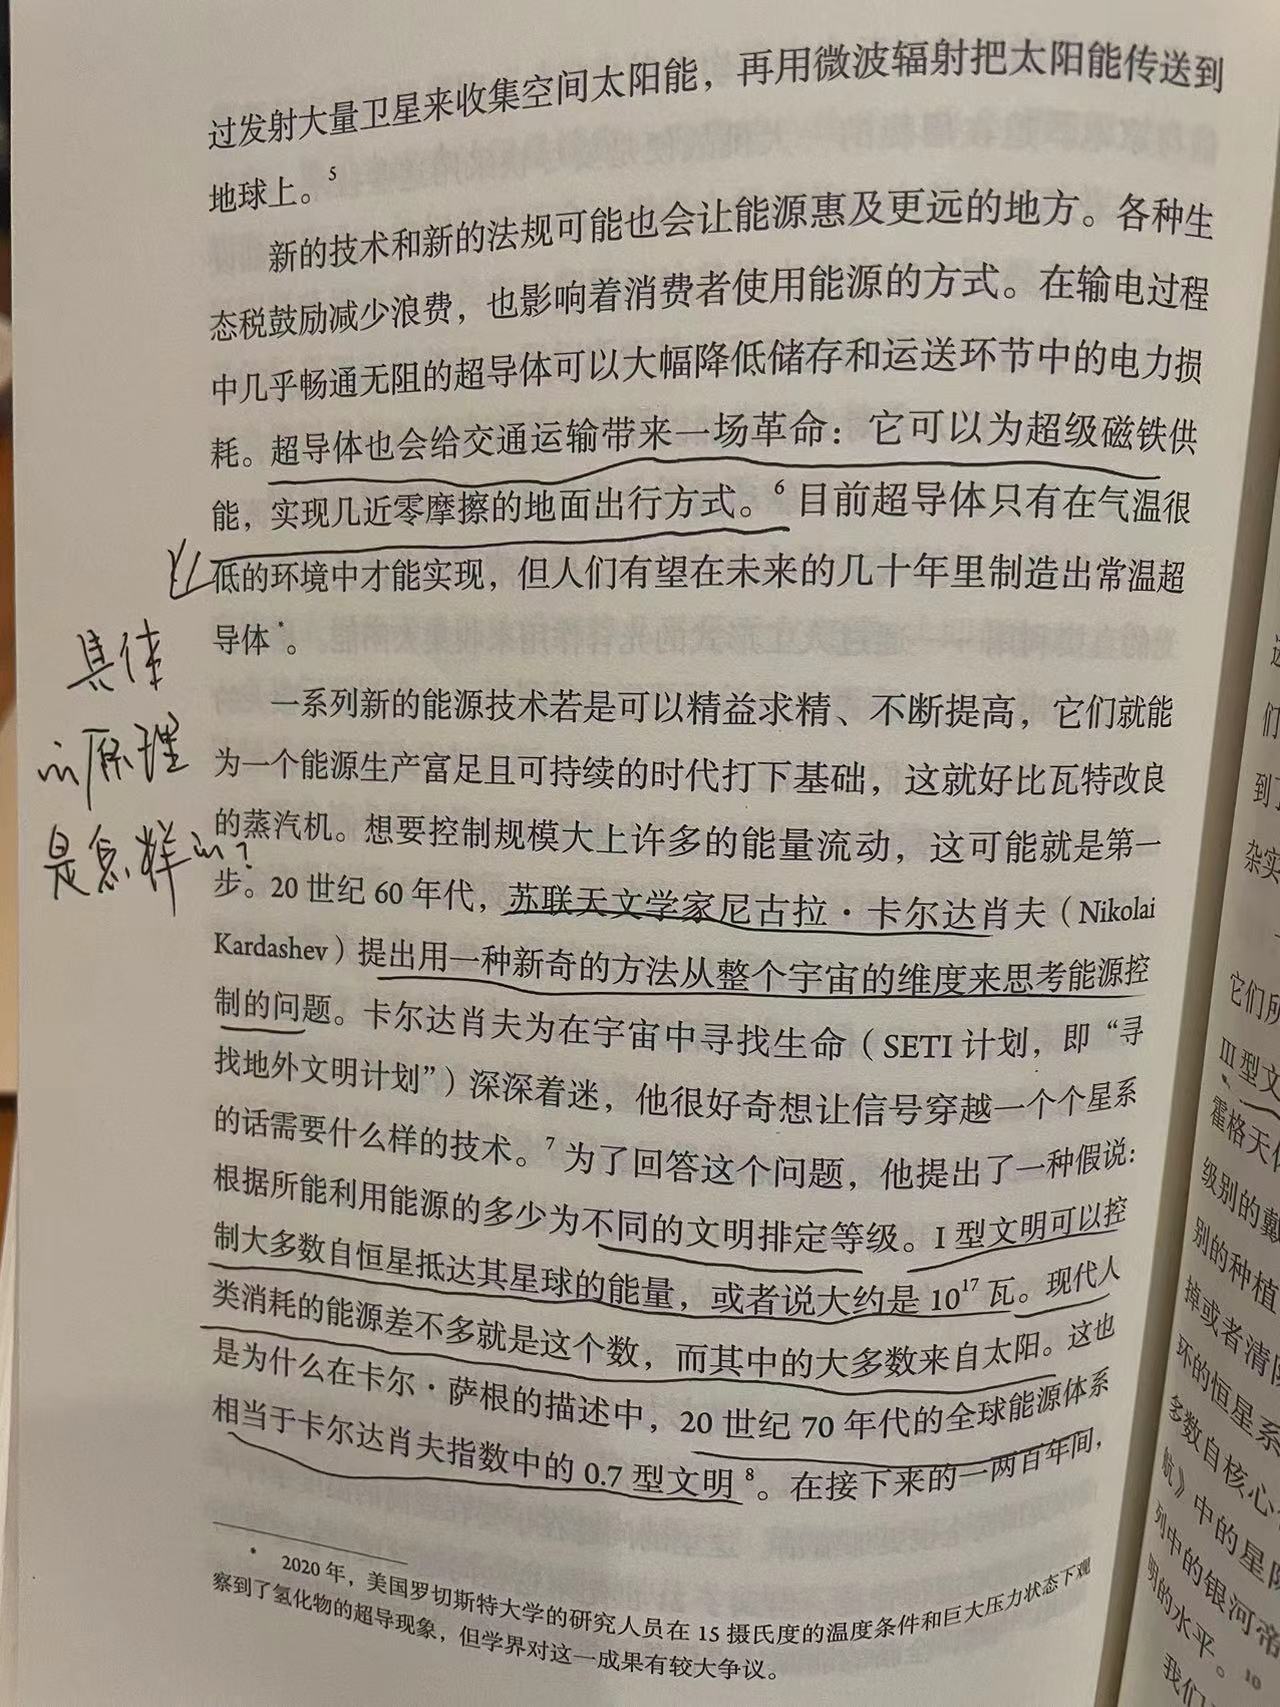 过发射大量卫星来收集空间太阳能，再用微波辐射把太阳能传送到
地球上。5
新的技术和新的法规可能也会让能源惠及更远的地方。各种生
态税鼓励减少浪费，也影响着消费者使用能源的方式。在输电过程
中几乎畅通无阻的超导体可以大幅降低储存和运送环节中的电力损
耗。超导体也会给交通运输带来一场革命：它可以为超级磁铁供
能，实现几近零摩擦的地面出行方式。6 目前超导体只有在气温很
低的环境中才能实现，但人们有望在未来的几十年里制造出常温超
导体*。
具体
的原理
是怎样的？
一系列新的能源技术若是可以精益求精、不断提高，它们就能
为一个能源生产富足且可持续的时代打下基础，这就好比瓦特改良
的蒸汽机。想要控制规模大上许多的能量流动，这可能就是第一
步。20 世纪 60 年代，苏联天文学家尼古拉·卡尔达肖夫（Nikolai
Kardashev）提出用一种新奇的方法从整个宇宙的维度来思考能源控
制的问题。卡尔达肖夫为在宇宙中寻找生命（SETI 计划，即“寻
找地外文明计划”）深深着迷，他很好奇想让信号穿越一个个星系
的话需要什么样的技术。7 为了回答这个问题，他提出了一种假说：
根据所能利用能源的多少为不同的文明排定等级。I 型文明可以控
制大多数自恒星抵达其星球的能量，或者说大约是 10¹⁷ 瓦。现代人
类消耗的能源差不多就是这个数，而其中的大多数来自太阳。这也
是为什么在卡尔·萨根的描述中，20 世纪 70 年代的全球能源体系
相当于卡尔达肖夫指数中的 0.7 型文明 8。在接下来的一两百年间，
* 2020 年，美国罗切斯特大学的研究人员在 15 摄氏度的温度条件和巨大压力状态下观
察到了氢化物的超导现象，但学界对这一成果有较大争议。
们
到了
杂实
它们所
III 型文
霍格天体
级别的戴
别的种植
掉或者清除
环的恒星系
多数自核心
航》中的星际
列中的银河帝
明的水平。10
我们